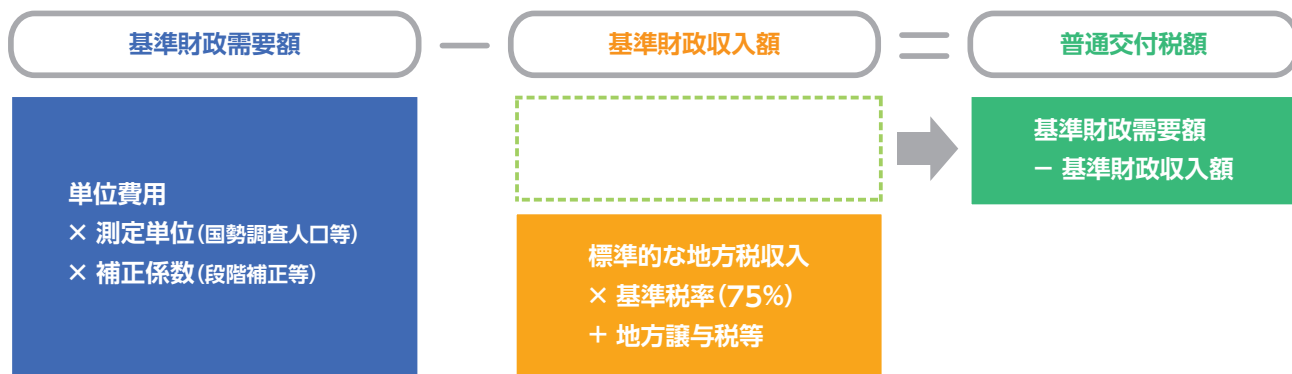 基準財政需要額
基準財政収入額
普通交付税額
単位費用
× 測定単位(国勢調査人口等)
× 補正係数(段階補正等)
標準的な地方税収入
× 基準税率(75%)
+ 地方譲与税等
基準財政需要額
− 基準財政収入額